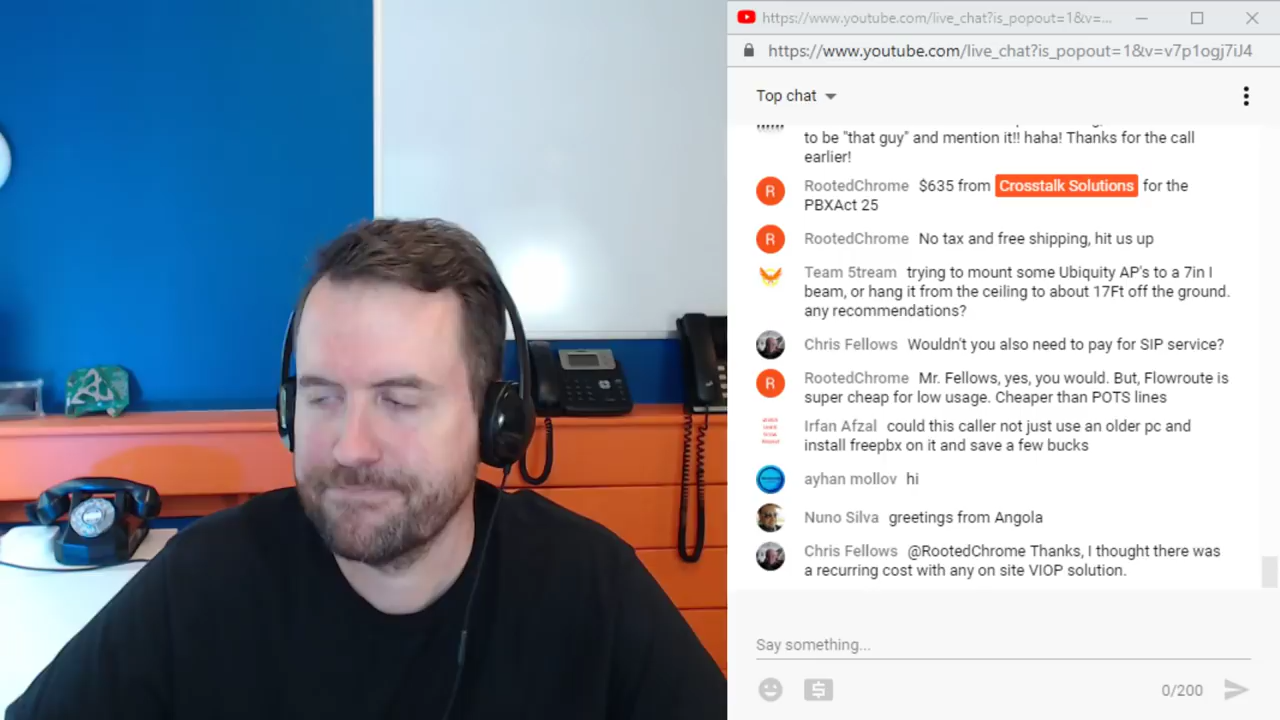 https://www.youtube.com/live_chat?is_popout=1&v=...
https://www.youtube.com/live_chat?is_popout=1&v=v7p1ogj7iJ4
Top chat
to be "that guy" and mention it!! haha! Thanks for the call
earlier!
RootedChrome $635 from Crosstalk Solutions for the
PBXAct 25
RootedChrome No tax and free shipping, hit us up
Team 5tream trying to mount some Ubiquity AP's to a 7in I
beam, or hang it from the ceiling to about 17Ft off the ground.
any recommendations?
Chris Fellows Wouldn't you also need to pay for SIP service?
R RootedChrome Mr. Fellows, yes, you would. But, Flowroute is
super cheap for low usage. Cheaper than POTS lines
Irfan Afzal could this caller not just use an older pc and
install freepbx on it and save a few bucks
ayhan mollov hi
Nuno Silva greetings from Angola
Chris Fellows @RootedChrome Thanks, I thought there was
a recurring cost with any on site VIOP solution.
Say something...
0/200